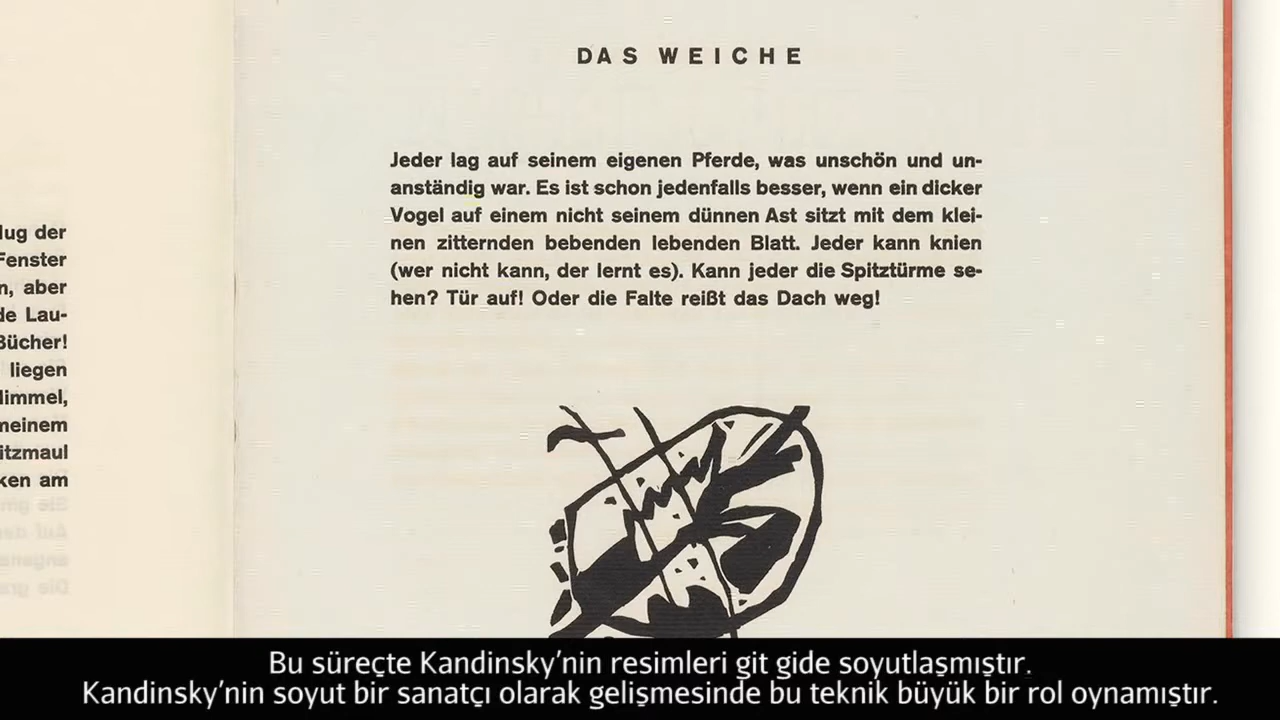 lug der
Fenster
n, aber
de Lau-
Bücher!
liegen
meinem
itzmaul
ken am
DAS WEICHE
Jeder lag auf seinem eigenen Pferde, was unschön und un-
anständig war. Es ist schon jedenfalls besser, wenn ein dicker
Vogel auf einem nicht seinem dünnen Ast sitzt mit dem klei-
nen zitternden bebenden lebenden Blatt. Jeder kann knien
(wer nicht kann, der lernt es). Kann jeder die Spitztürme se-
hen? Tür auf! Oder die Falte reißt das Dach weg!
Bu süreçte Kandinsky’nin resimleri git gide soyutlaşmıştır.
Kandinsky’nin soyut bir sanatçı olarak gelişmesinde bu teknik büyük bir rol oynamıştır.